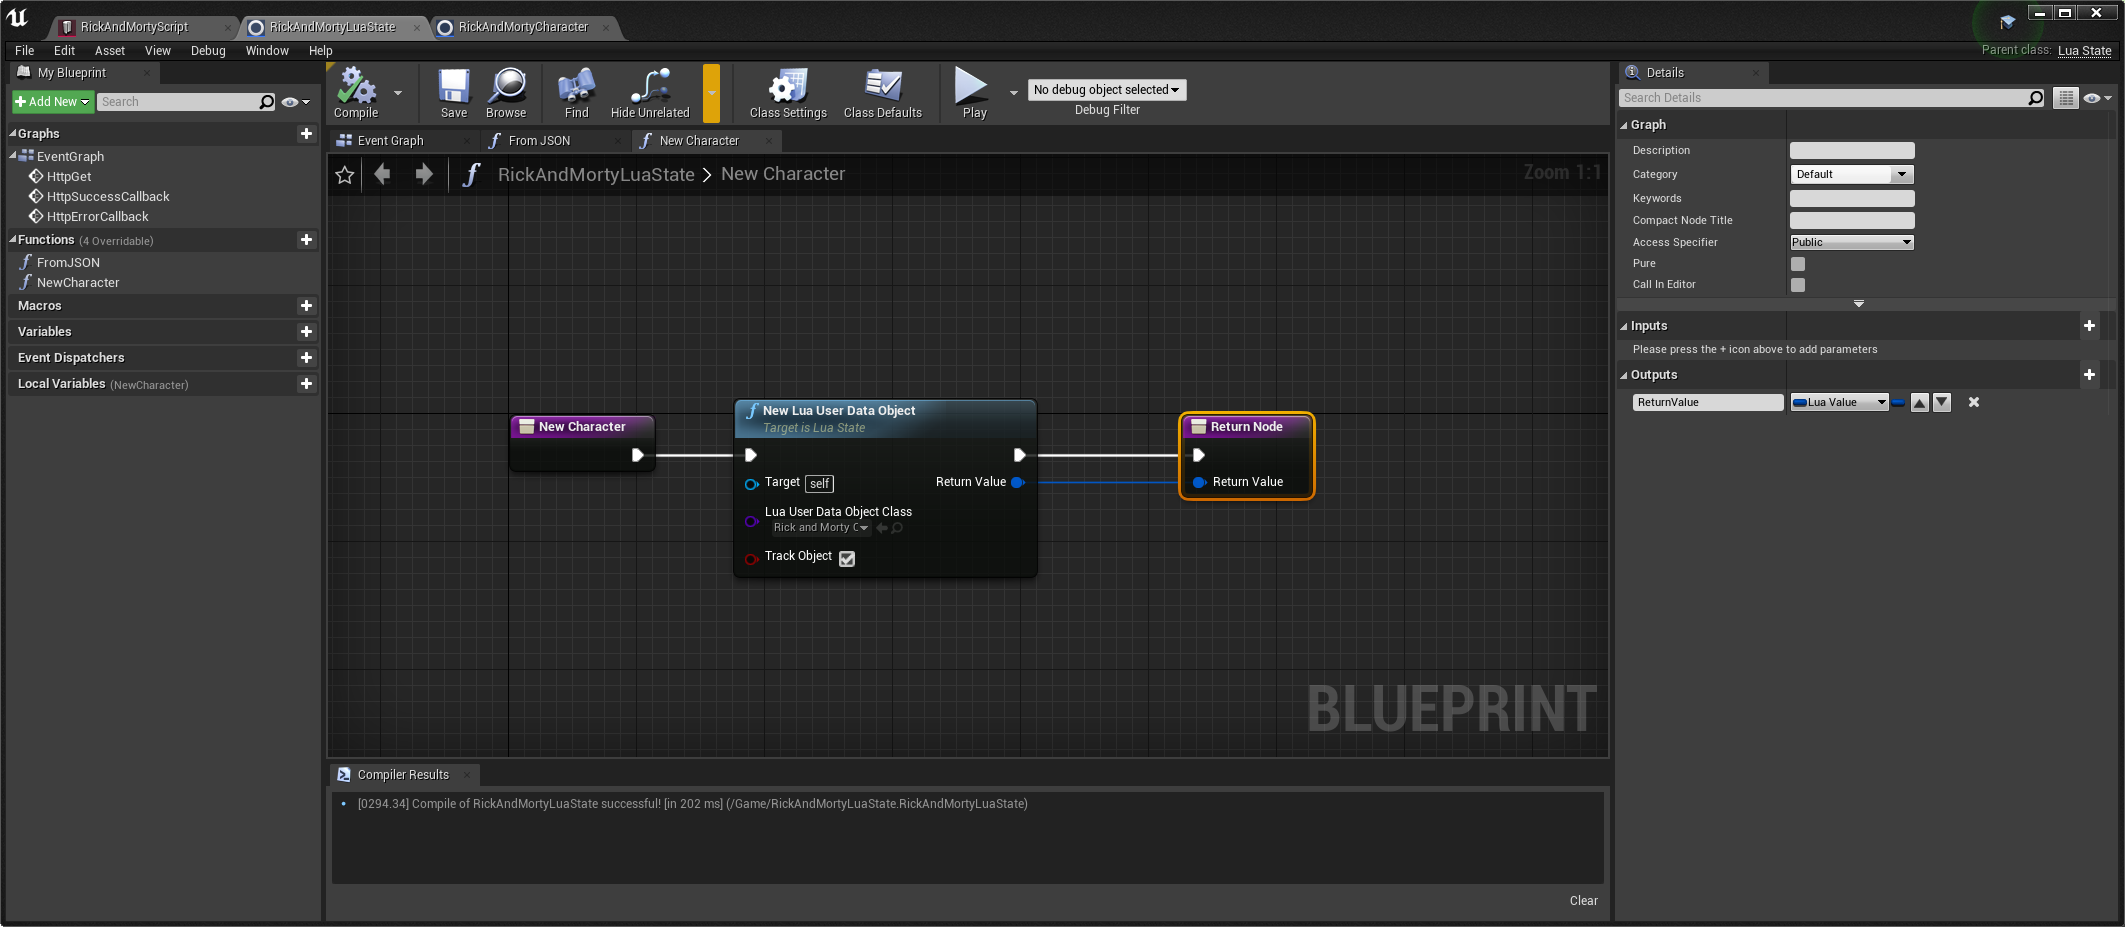 RickAndMortyScript
RickAndMortyLuaState
RickAndMortyCharacter
File Edit Asset View Debug Window Help
Parent class: Lua State
My Blueprint
Add New
Search
Graphs
EventGraph
HttpGet
HttpSuccessCallback
HttpErrorCallback
Functions (4 Overridable)
FromJSON
NewCharacter
Macros
Variables
Event Dispatchers
Local Variables (NewCharacter)
Compile
Save
Browse
Find
Hide Unrelated
Class Settings
Class Defaults
Play
No debug object selected
Debug Filter
Event Graph
From JSON
New Character
RickAndMortyLuaState > New Character
Zoom 1:1
New Character
New Lua User Data Object
Target is Lua State
Target self
Return Value
Lua User Data Object Class
Rick and Morty C
Track Object
Return Node
Return Value
BLUEPRINT
Compiler Results
[0294.34] Compile of RickAndMortyLuaState successful! [in 202 ms] (/Game/RickAndMortyLuaState.RickAndMortyLuaState)
Clear
Details
Search Details
Graph
Description
Category Default
Keywords
Compact Node Title
Access Specifier Public
Pure
Call In Editor
Inputs
Please press the + icon above to add parameters
Outputs
ReturnValue Lua Value